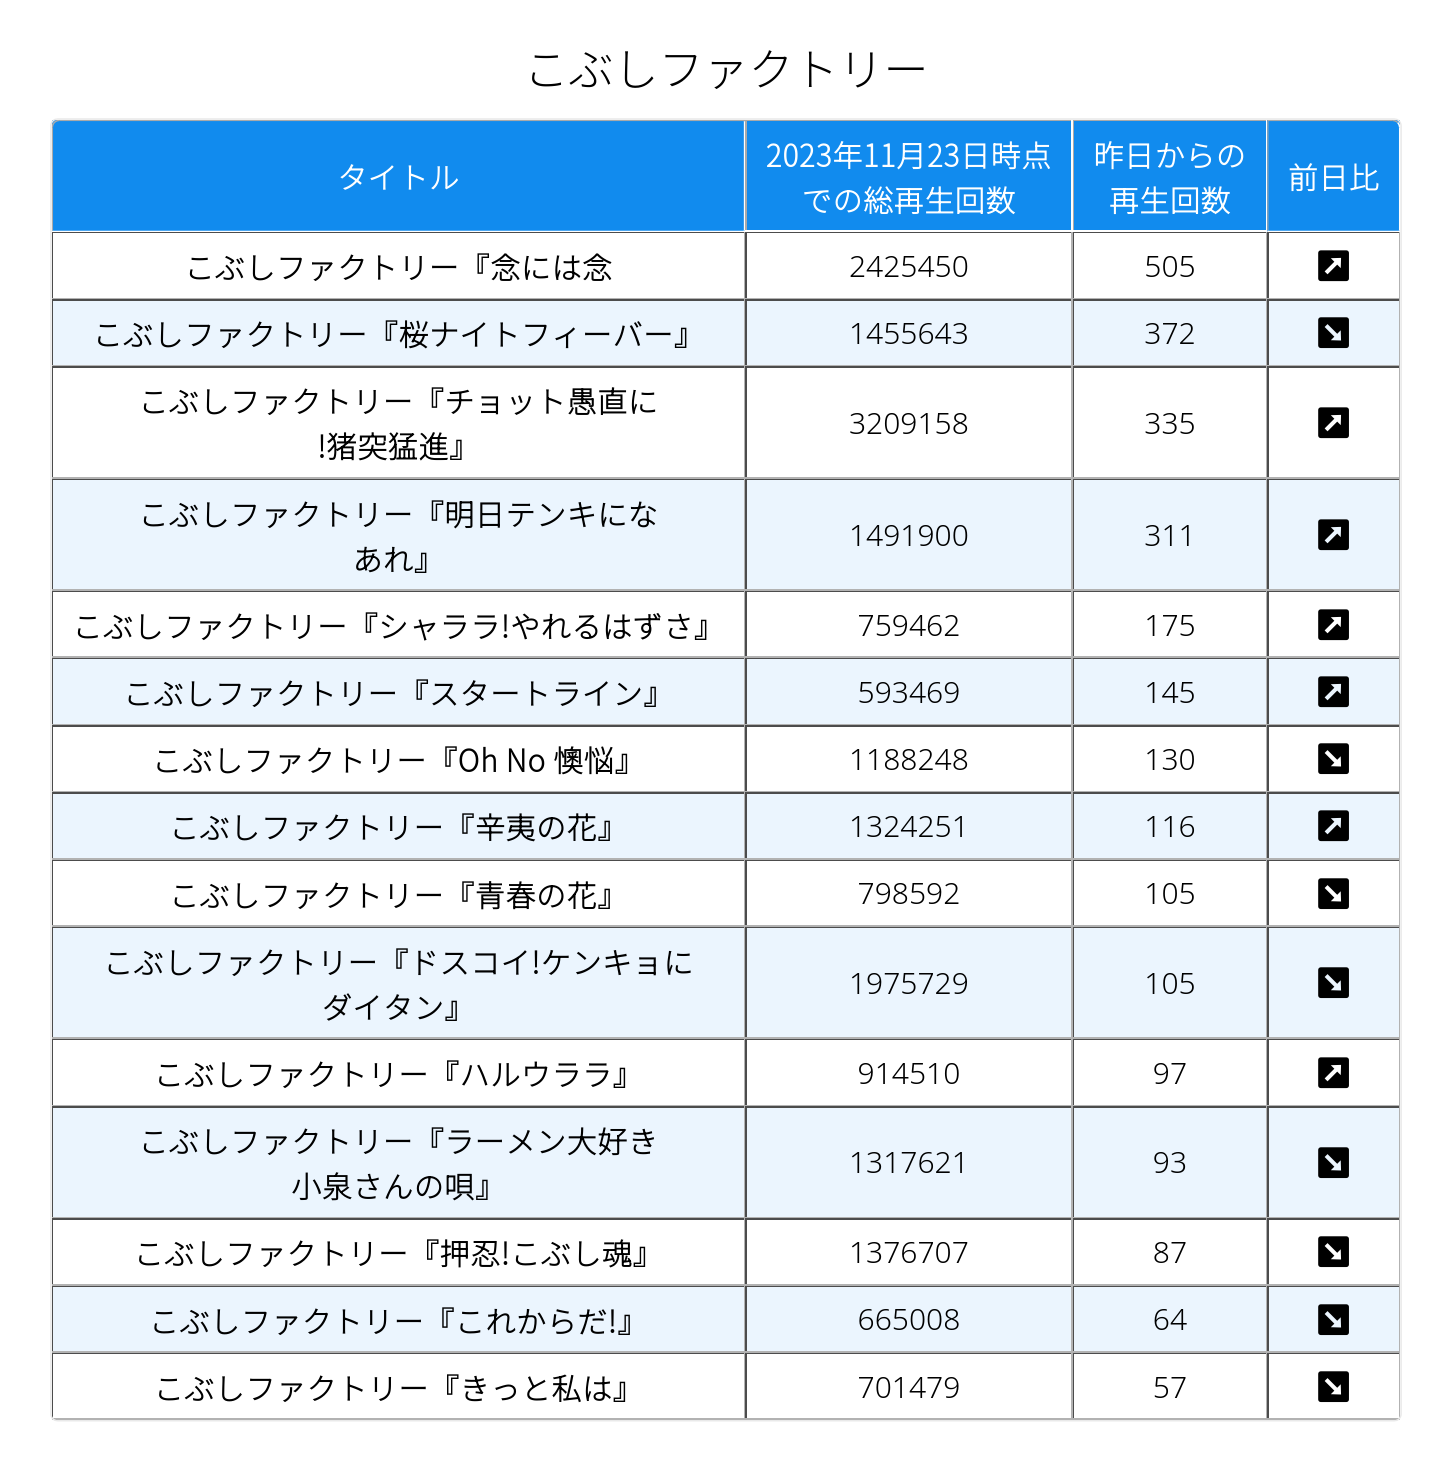 こぶしファクトリー
タイトル
2023年11月23日時点
での総再生回数
昨日からの
再生回数
前日比
こぶしファクトリー『念には念 2425450 505
こぶしファクトリー『桜ナイトフィーバー』 1455643 372
こぶしファクトリー『チョット愚直に
!猪突猛進』 3209158 335
こぶしファクトリー『明日テンキにな
あれ』 1491900 311
こぶしファクトリー『シャララ!やれるはずさ』 759462 175
こぶしファクトリー『スタートライン』 593469 145
こぶしファクトリー『Oh No 懊悩』 1188248 130
こぶしファクトリー『辛夷の花』 1324251 116
こぶしファクトリー『青春の花』 798592 105
こぶしファクトリー『ドスコイ!ケンキョに
ダイタン』 1975729 105
こぶしファクトリー『ハルウララ』 914510 97
こぶしファクトリー『ラーメン大好き
小泉さんの唄』 1317621 93
こぶしファクトリー『押忍!こぶし魂』 1376707 87
こぶしファクトリー『これからだ!』 665008 64
こぶしファクトリー『きっと私は』 701479 57